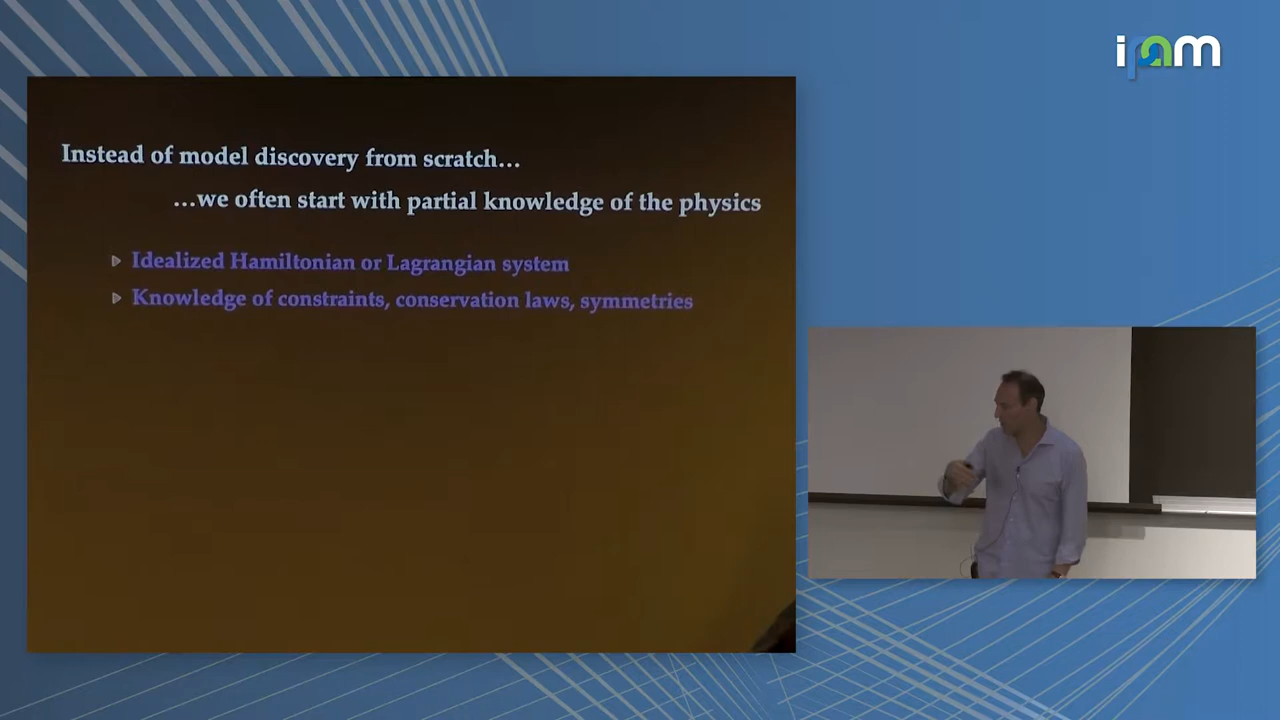 ipam
Instead of model discovery from scratch...
...we often start with partial knowledge of the physics
Idealized Hamiltonian or Lagrangian system
Knowledge of constraints, conservation laws, symmetries